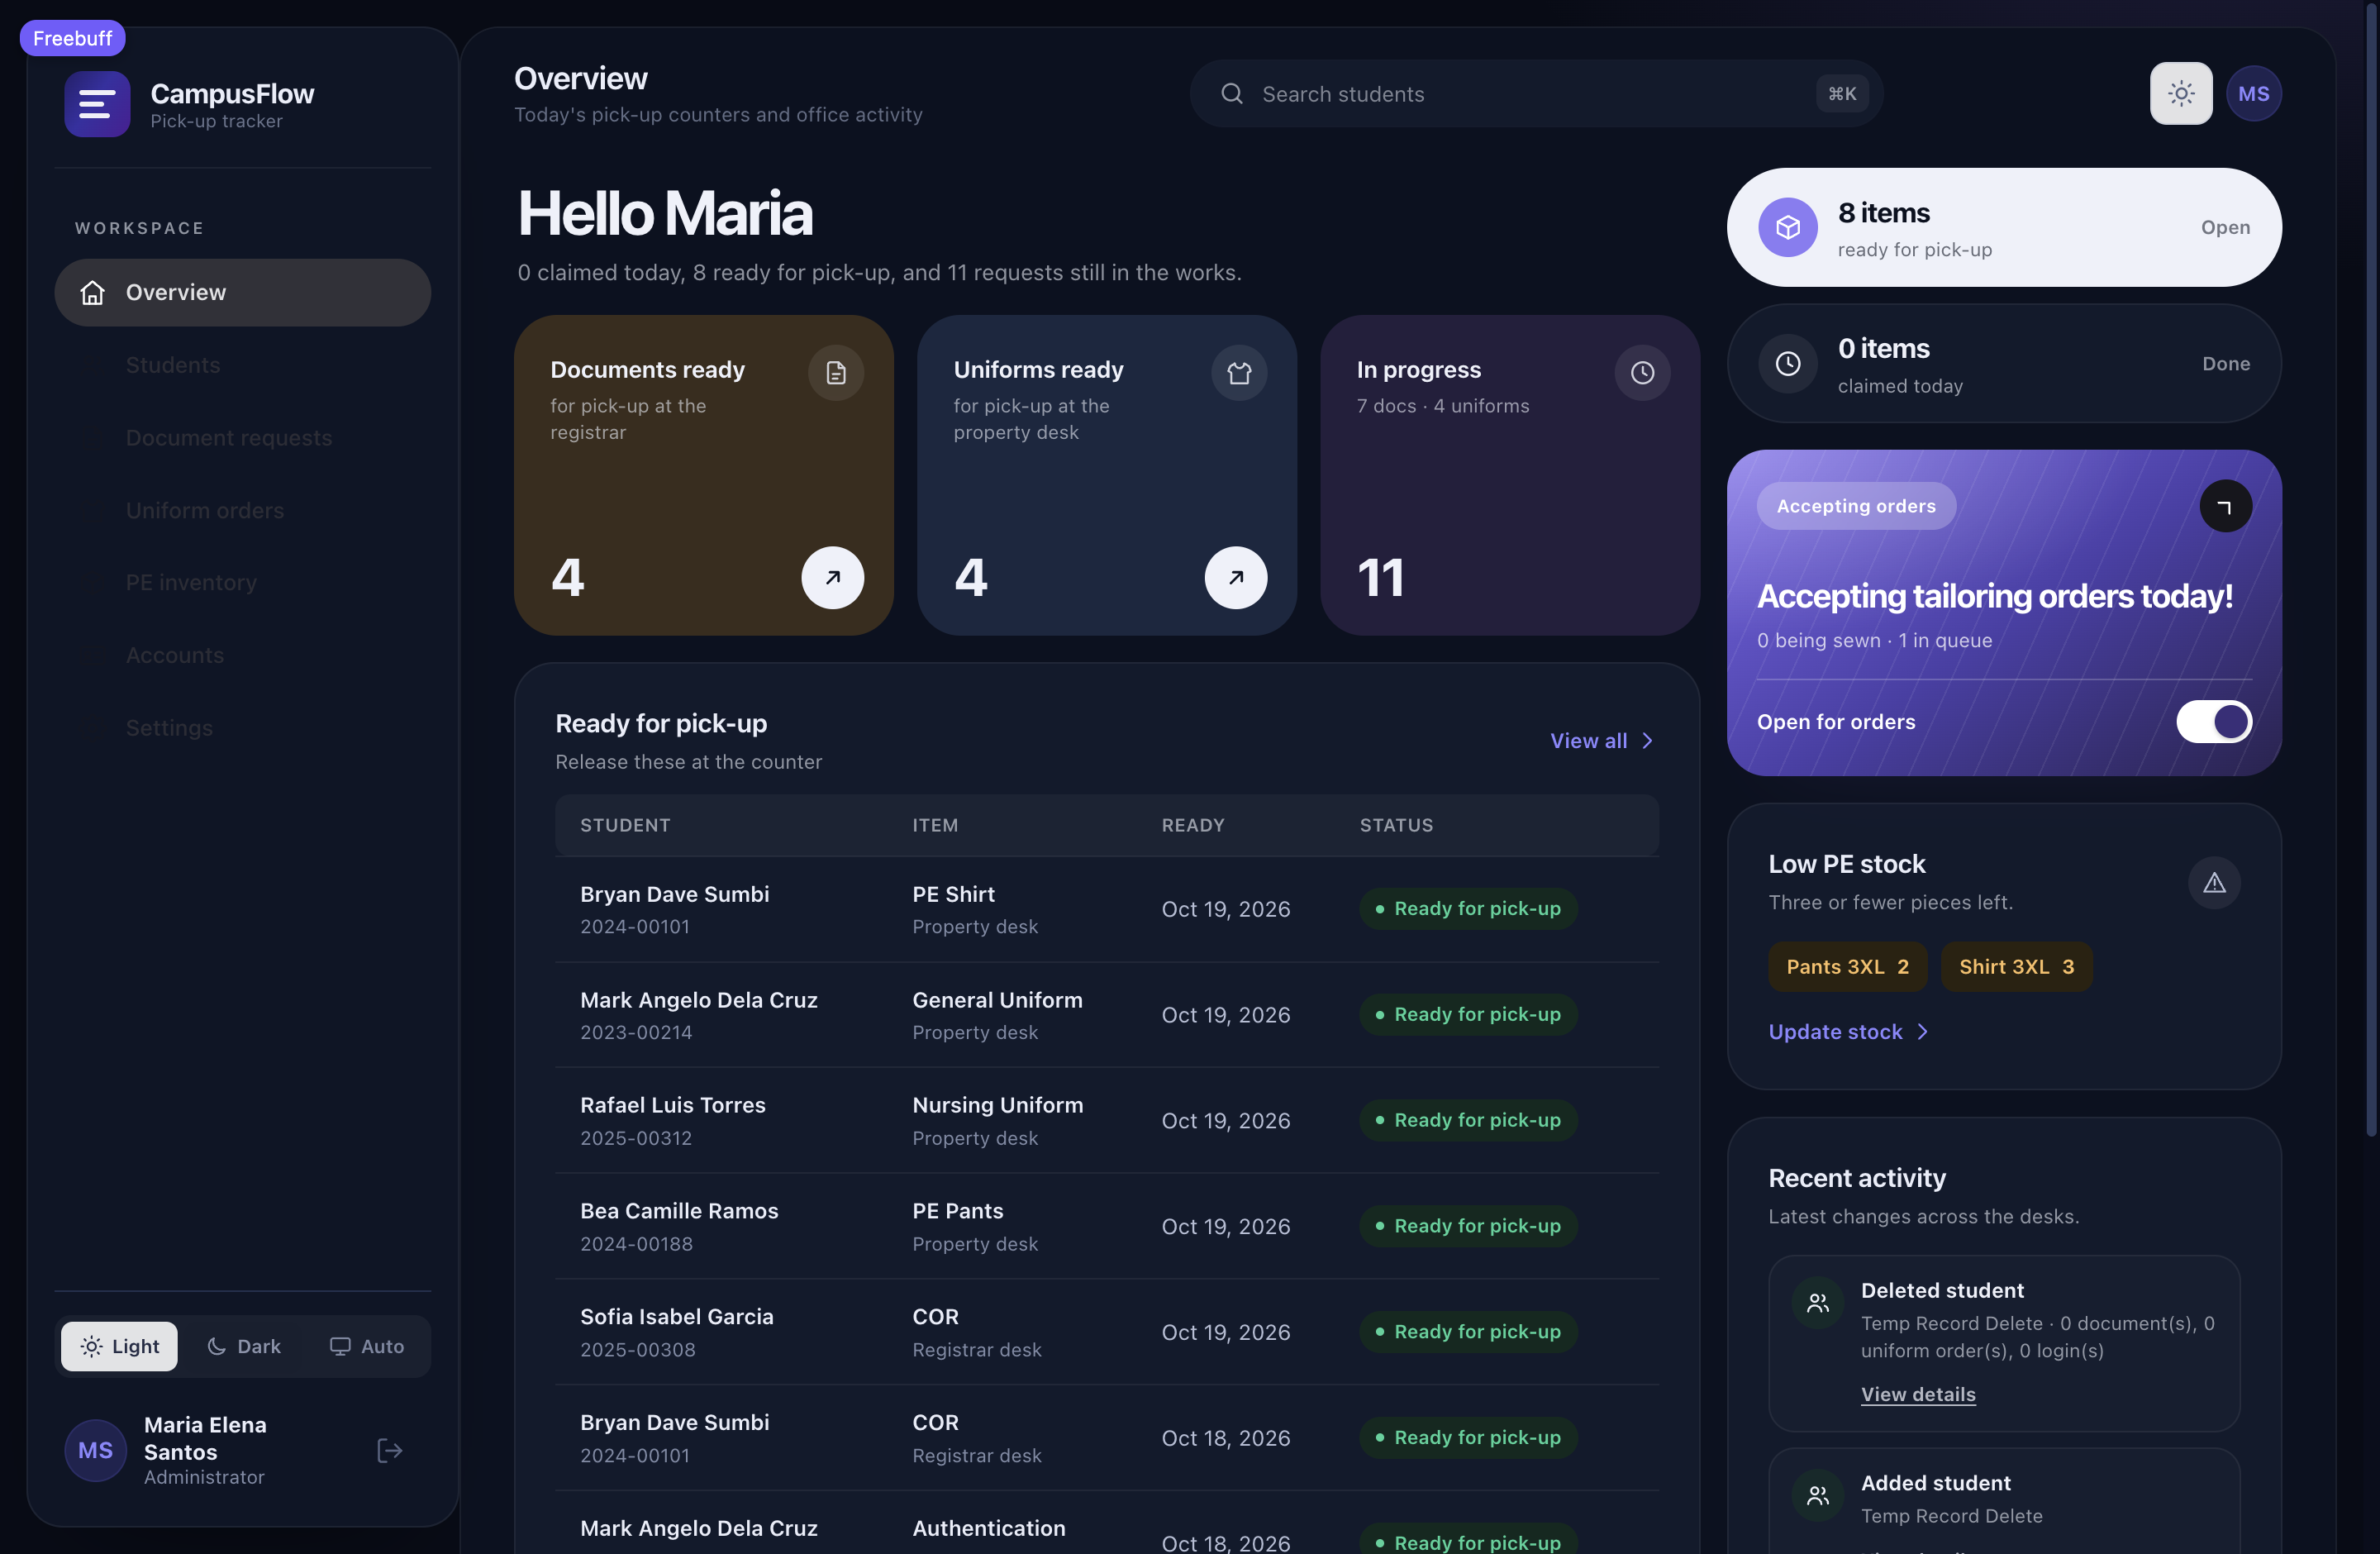 Freebuff
CampusFlow
Pick-up tracker
WORKSPACE
Overview
Students
Document requests
Uniform orders
PE inventory
Accounts
Settings
Light
Dark
Auto
MS
Maria Elena
Santos
Administrator
Overview
Today's pick-up counters and office activity
Search students
⌘K
MS
Hello Maria
0 claimed today, 8 ready for pick-up, and 11 requests still in the works.
Documents ready
for pick-up at the
registrar
4
Uniforms ready
for pick-up at the
property desk
4
In progress
7 docs · 4 uniforms
11
Ready for pick-up
Release these at the counter
View all
STUDENT ITEM READY STATUS
Bryan Dave Sumbi PE Shirt Oct 19, 2026 Ready for pick-up
2024-00101 Property desk
Mark Angelo Dela Cruz General Uniform Oct 19, 2026 Ready for pick-up
2023-00214 Property desk
Rafael Luis Torres Nursing Uniform Oct 19, 2026 Ready for pick-up
2025-00312 Property desk
Bea Camille Ramos PE Pants Oct 19, 2026 Ready for pick-up
2024-00188 Property desk
Sofia Isabel Garcia COR Oct 19, 2026 Ready for pick-up
2025-00308 Registrar desk
Bryan Dave Sumbi COR Oct 18, 2026 Ready for pick-up
2024-00101 Registrar desk
Mark Angelo Dela Cruz Authentication Oct 18, 2026 Ready for pick-up
8 items
ready for pick-up
Open
0 items
claimed today
Done
Accepting orders
Accepting tailoring orders today!
0 being sewn · 1 in queue
Open for orders
Low PE stock
Three or fewer pieces left.
Pants 3XL 2
Shirt 3XL 3
Update stock
Recent activity
Latest changes across the desks.
Deleted student
Temp Record Delete · 0 document(s), 0
uniform order(s), 0 login(s)
View details
Added student
Temp Record Delete